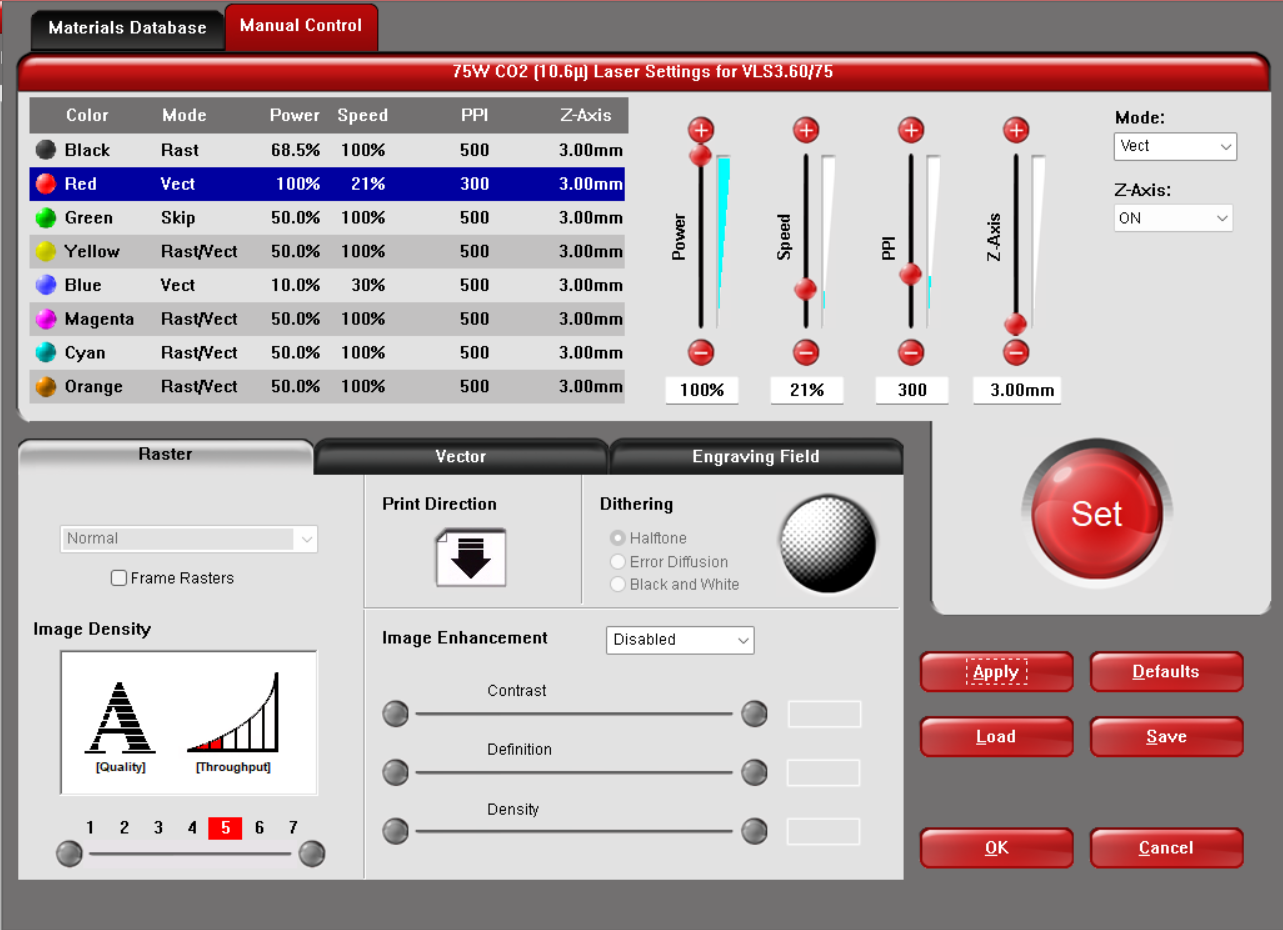 Materials Database
Manual Control
75W CO2 (10.6µ) Laser Settings for VLS3.60/75
Color Mode Power Speed PPI Z-Axis
Black Rast 68.5% 100% 500 3.00mm
Red Vect 100% 21% 300 3.00mm
Green Skip 50.0% 100% 500 3.00mm
Yellow Rast/Vect 50.0% 100% 500 3.00mm
Blue Vect 10.0% 30% 500 3.00mm
Magenta Rast/Vect 50.0% 100% 500 3.00mm
Cyan Rast/Vect 50.0% 100% 500 3.00mm
Orange Rast/Vect 50.0% 100% 500 3.00mm
Power
Speed
PPI
Z-Axis
100% 21% 300 3.00mm
Mode:
Vect
Z-Axis:
ON
Set
Raster
Vector
Engraving Field
Normal
Frame Rasters
Image Density
A
[Quality]
[Throughput]
1 2 3 4 5 6 7
Print Direction
Dithering
Halftone
Error Diffusion
Black and White
Image Enhancement
Disabled
Contrast
Definition
Density
Apply
Defaults
Load
Save
OK
Cancel